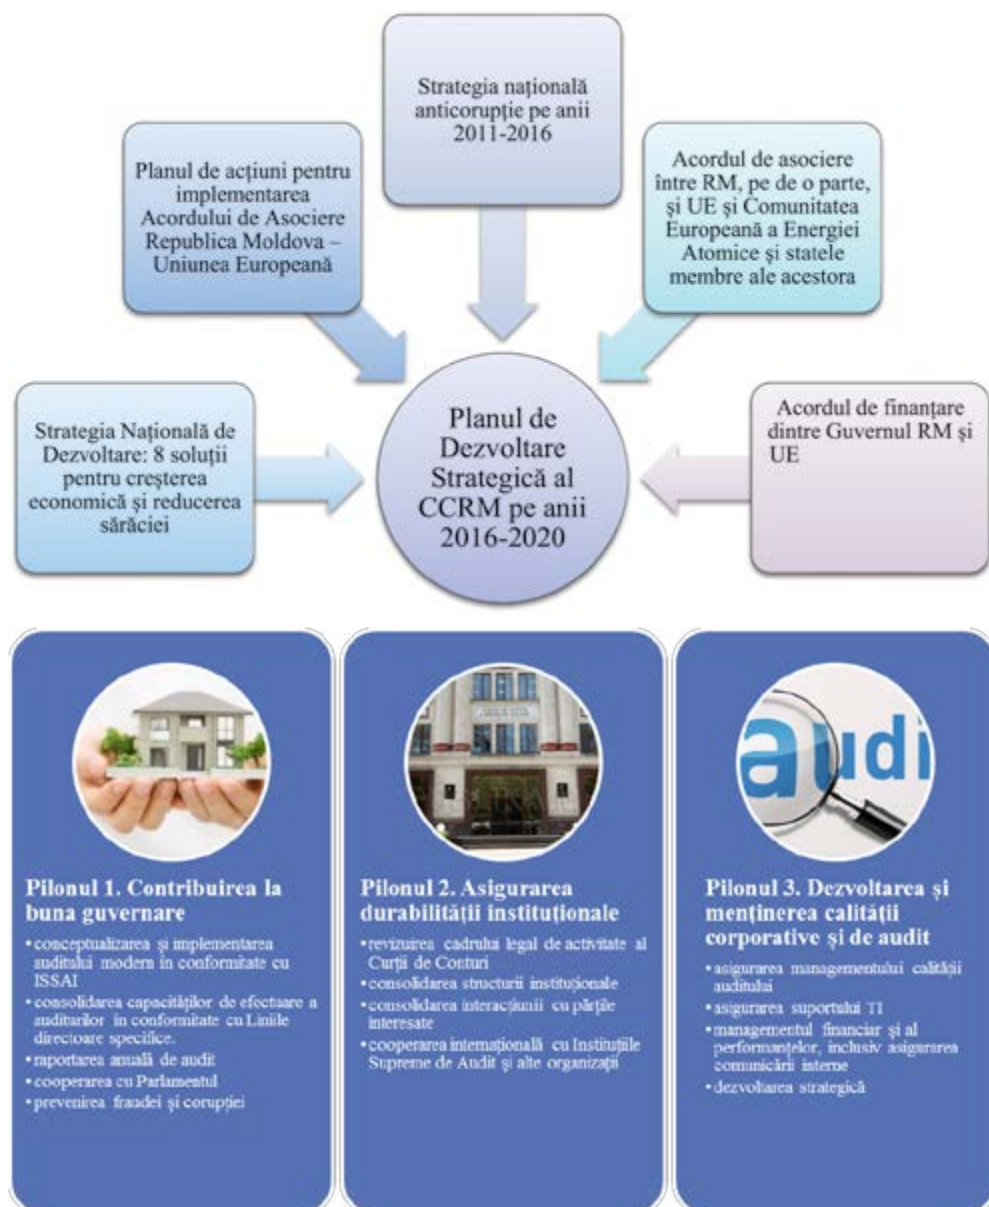 Strategia națională
anticorupție pe anii
2011-2016
Planul de acțiuni pentru
implementarea
Acordului de Asociere
Republica Moldova –
Uniunea Europeană
Acordul de asociere
între RM, pe de o parte,
și UE și Comunitatea
Europeană a Energiei
Atomice și statele
membre ale acestora
Strategia Națională de
Dezvoltare: 8 soluții
pentru creșterea
economică și reducerea
sărăciei
Planul de
Dezvoltare
Strategică al
CCRM pe anii
2016-2020
Acordul de finanțare
dintre Guvernul RM și
UE
Pilonul 1. Contribuirea la
buna guvernare
• conceptualizarea și implementarea
auditului modern în conformitate cu
ISSAI
• consolidarea capacităților de efectuare a
auditurilor în conformitate cu Liniile
directoare specifice.
• raportarea anuală de audit
• cooperarea cu Parlamentul
• prevenirea fraudei și corupției
Pilonul 2. Asigurarea
durabilității instituționale
• revizuirea cadrului legal de activitate al
Curții de Conturi
• consolidarea structurii instituționale
• consolidarea interacțiunii cu părțile
interesate
• cooperarea internațională cu Instituțiile
Supreme de Audit și alte organizații
audi
Pilonul 3. Dezvoltarea și
menținerea calității
corporative și de audit
• asigurarea managementului calității
auditului
• asigurarea suportului TI
• managementul financiar și al
performanțelor, inclusiv asigurarea
comunicării interne
• dezvoltarea strategică